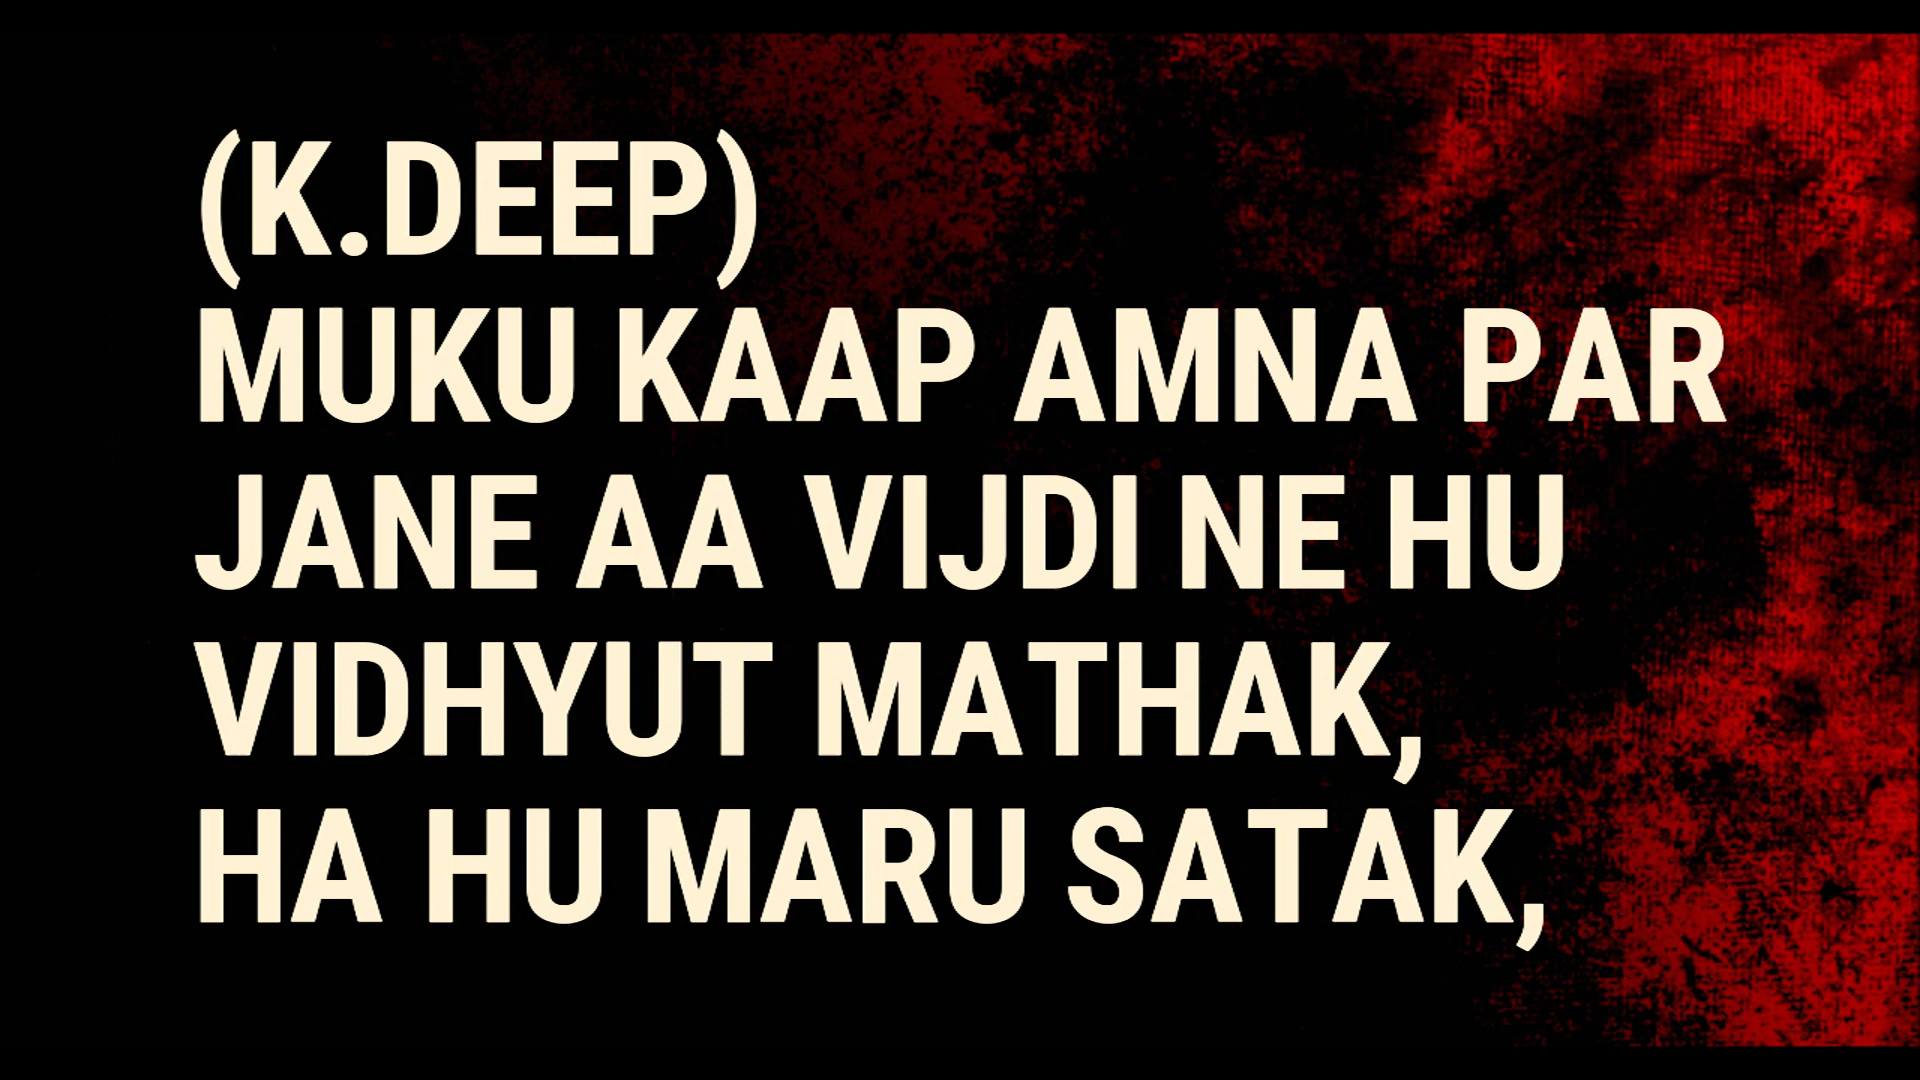 (K.DEEP)
MUKU KAAP AMNA PAR
JANE AA VIJDI NE HU
VIDHYUT MATHAK,
HA HU MARU SATAK,